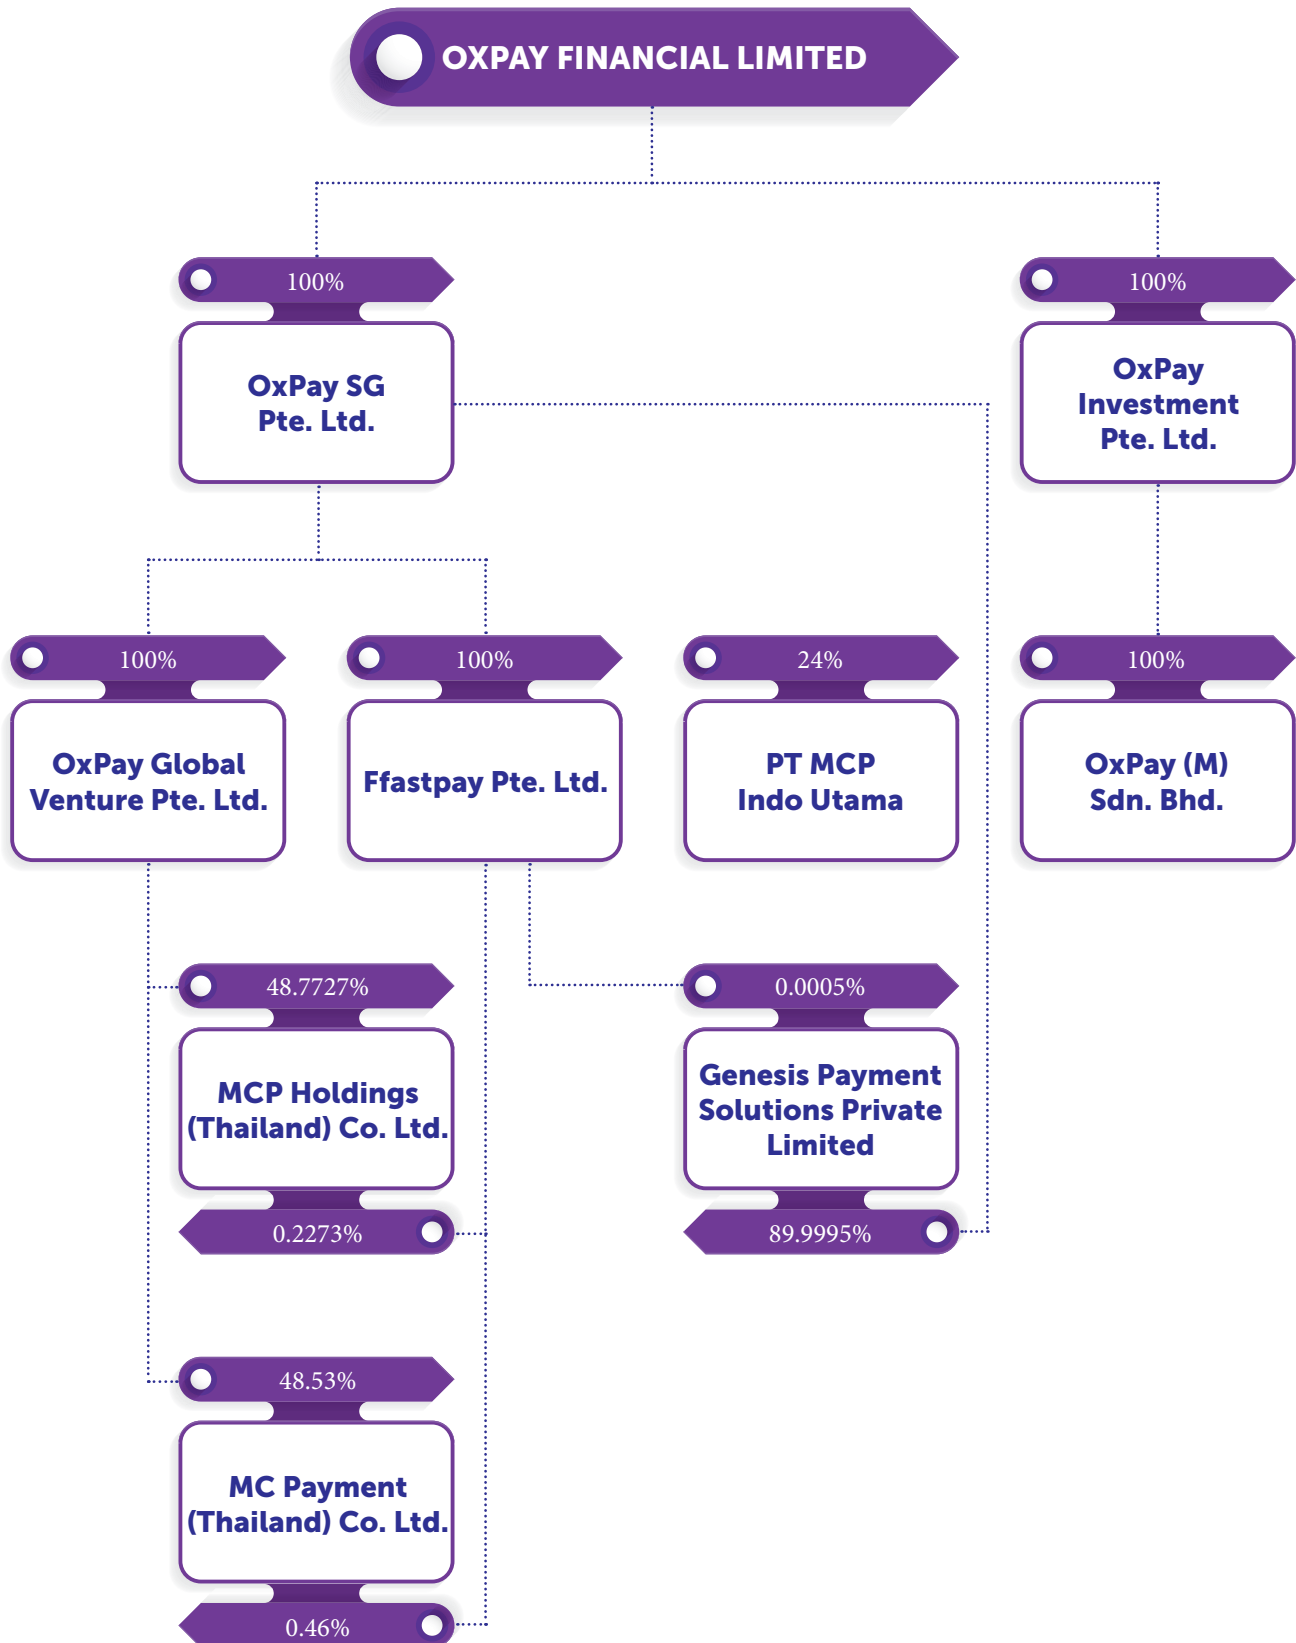 OXPAY FINANCIAL LIMITED
100%
OxPay SG
Pte. Ltd.
100%
OxPay
Investment
Pte. Ltd.
100%
OxPay Global
Venture Pte. Ltd.
100%
Ffastpay Pte. Ltd.
24%
PT MCP
Indo Utama
100%
OxPay (M)
Sdn. Bhd.
48.7727%
MCP Holdings
(Thailand) Co. Ltd.
0.2273%
0.0005%
Genesis Payment
Solutions Private
Limited
89.9995%
48.53%
MC Payment
(Thailand) Co. Ltd.
0.46%